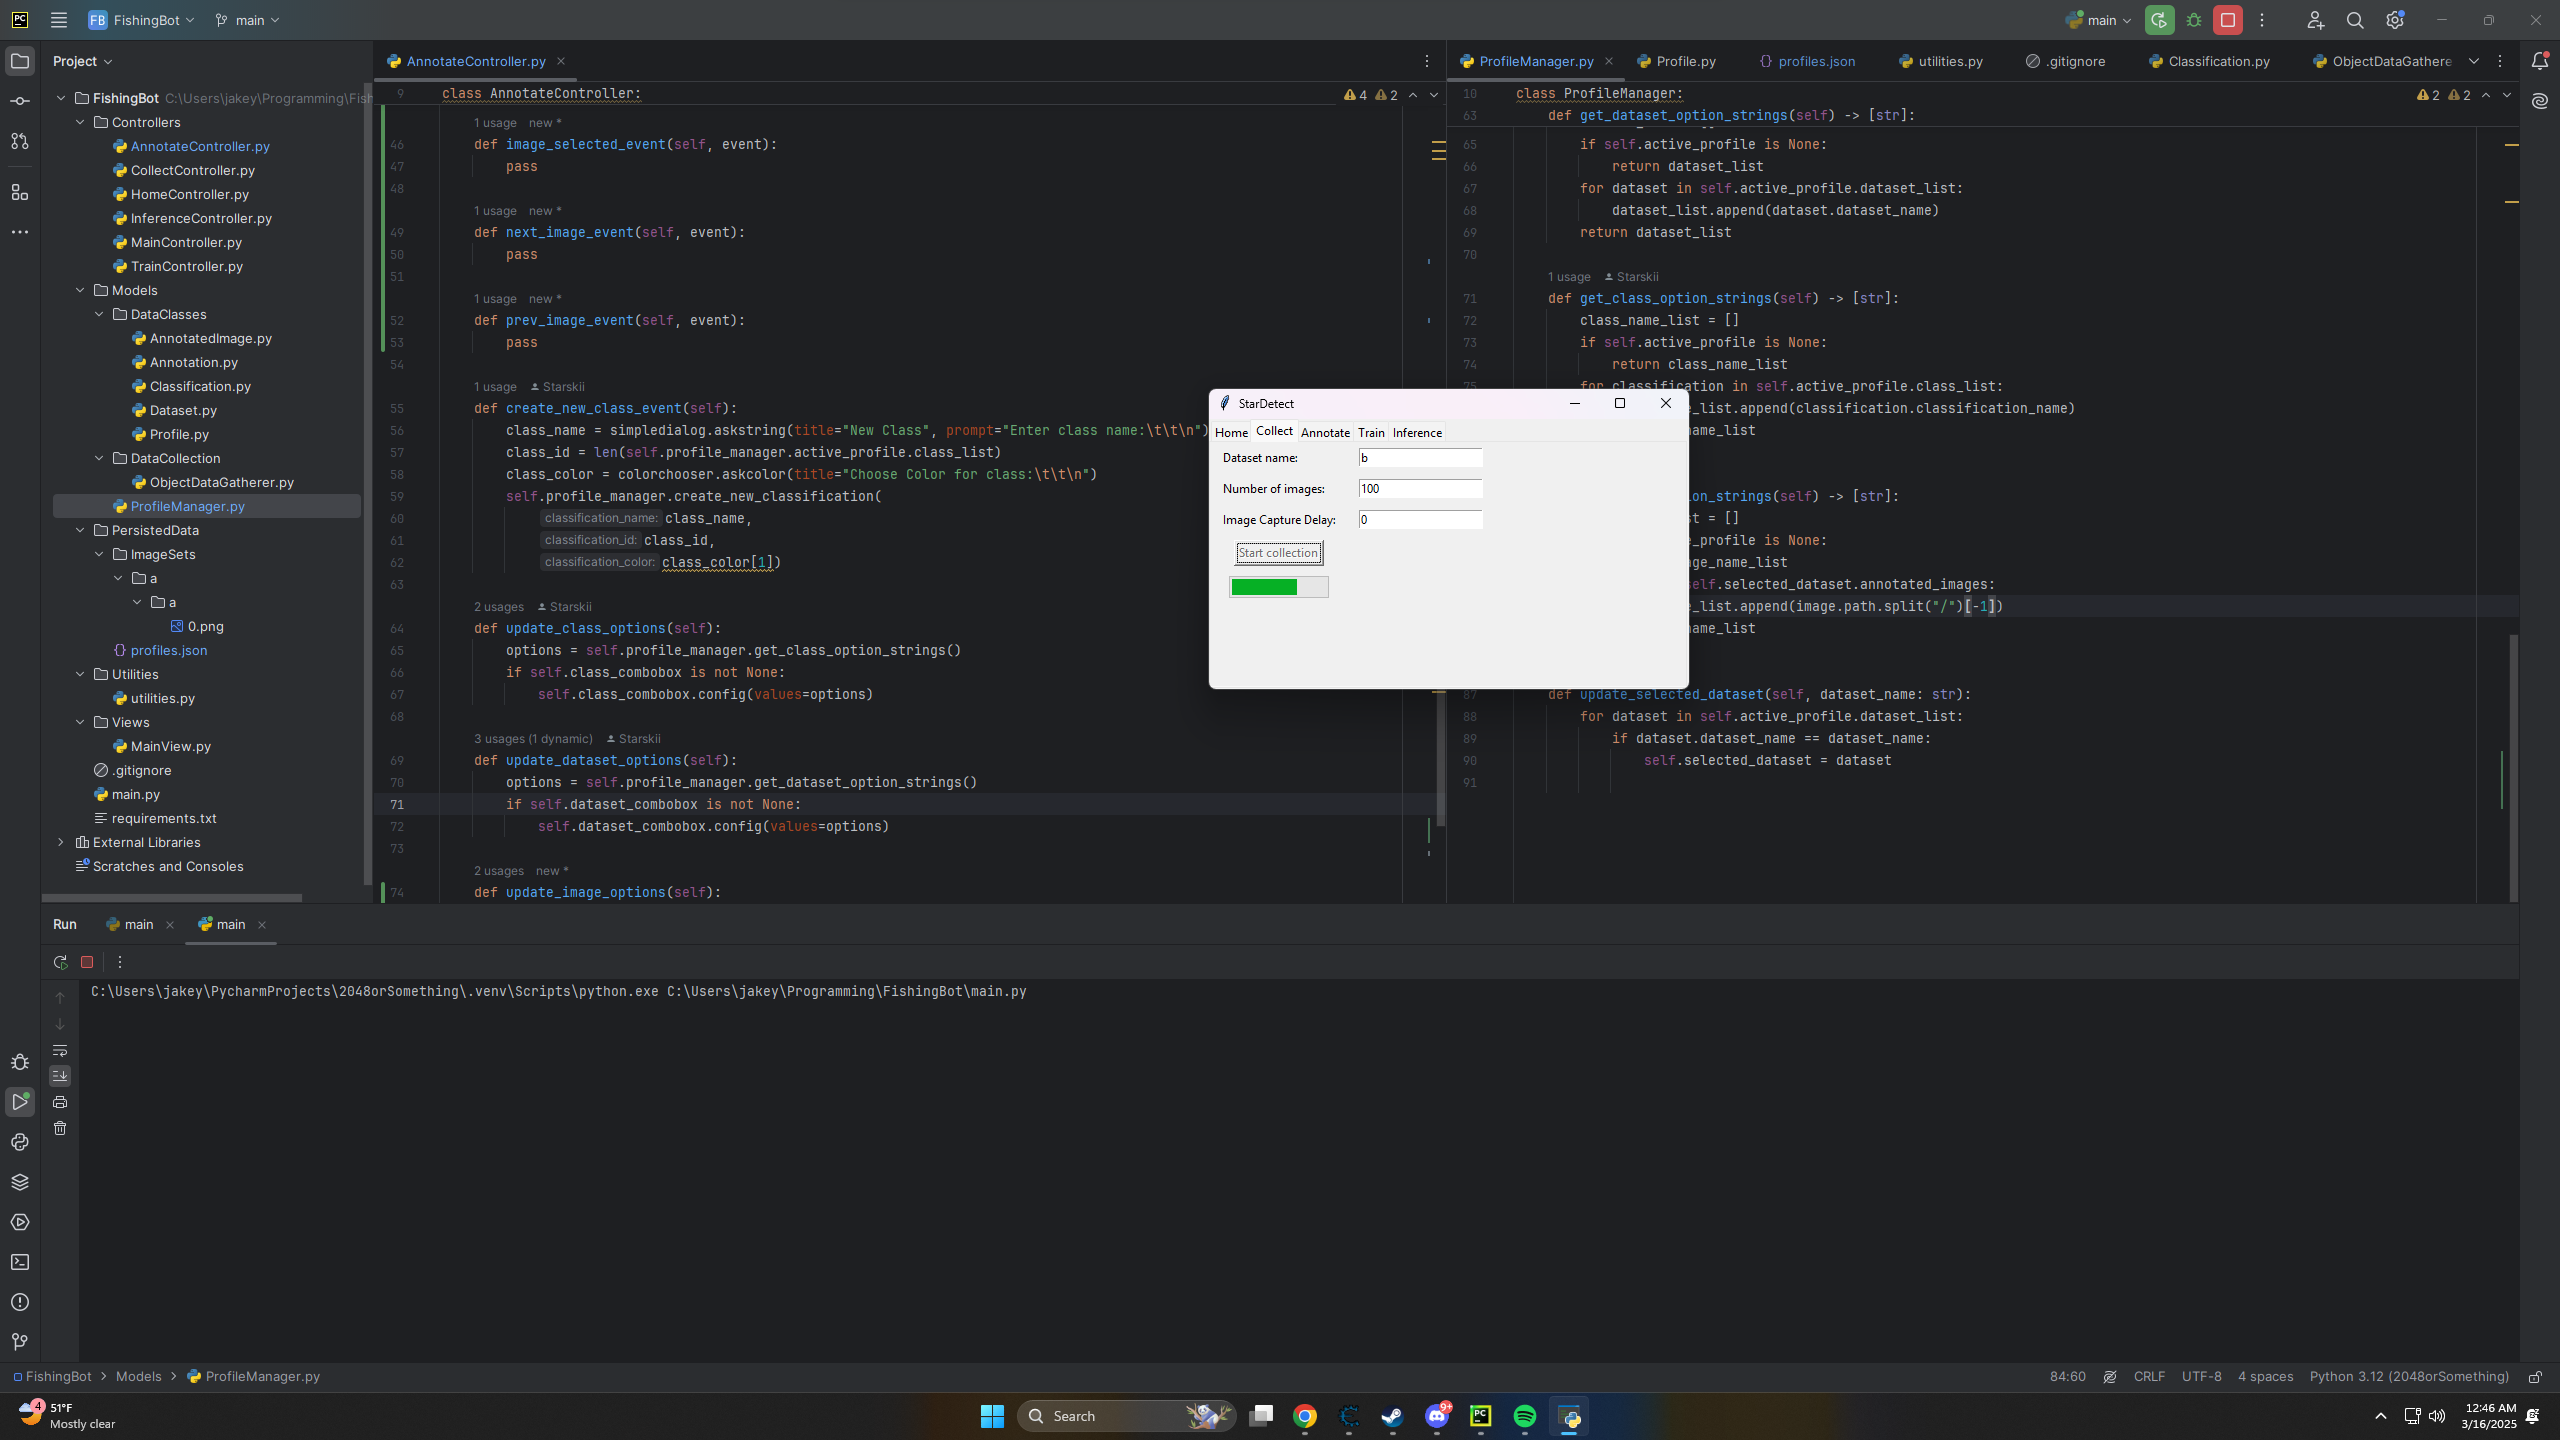 PC
FB FishingBot
main
main
Project
FishingBot C:\Users\jakey\Programming\Fish
Controllers
AnnotateController.py
CollectController.py
HomeController.py
InferenceController.py
MainController.py
TrainController.py
Models
DataClasses
AnnotatedImage.py
Annotation.py
Classification.py
Dataset.py
Profile.py
DataCollection
ObjectDataGatherer.py
ProfileManager.py
PersistedData
ImageSets
a
a
0.png
profiles.json
Utilities
utilities.py
Views
MainView.py
.gitignore
main.py
requirements.txt
External Libraries
Scratches and Consoles
AnnotateController.py
9 class AnnotateController:
4 2
1 usage new *
46 def image_selected_event(self, event):
47 pass
48
1 usage new *
49 def next_image_event(self, event):
50 pass
51
1 usage new *
52 def prev_image_event(self, event):
53 pass
54
1 usage Starskii
55 def create_new_class_event(self):
56 class_name = simpledialog.askstring(title="New Class", prompt="Enter class name:\t\t\n")
57 class_id = len(self.profile_manager.active_profile.class_list)
58 class_color = colorchooser.askcolor(title="Choose Color for class:\t\t\n")
59 self.profile_manager.create_new_classification(
60 classification_name: class_name,
61 classification_id: class_id,
62 classification_color: class_color[1])
63
2 usages Starskii
64 def update_class_options(self):
65 options = self.profile_manager.get_class_option_strings()
66 if self.class_combobox is not None:
67 self.class_combobox.config(values=options)
68
3 usages (1 dynamic) Starskii
69 def update_dataset_options(self):
70 options = self.profile_manager.get_dataset_option_strings()
71 if self.dataset_combobox is not None:
72 self.dataset_combobox.config(values=options)
73
2 usages new *
74 def update_image_options(self):
ProfileManager.py Profile.py profiles.json utilities.py .gitignore Classification.py ObjectDataGathere
10 class ProfileManager:
2 2
63 def get_dataset_option_strings(self) -> [str]:
65 if self.active_profile is None:
66 return dataset_list
67 for dataset in self.active_profile.dataset_list:
68 dataset_list.append(dataset.dataset_name)
69 return dataset_list
70
1 usage Starskii
71 def get_class_option_strings(self) -> [str]:
72 class_name_list = []
73 if self.active_profile is None:
74 return class_name_list
75 for classification in self.active_profile.class_list:
_list.append(classification.classification_name)
name_list
on_strings(self) -> [str]:
t = []
_profile is None:
ge_name_list
elf.selected_dataset.annotated_images:
_list.append(image.path.split("/")[-1])
ame_list
87 def update_selected_dataset(self, dataset_name: str):
88 for dataset in self.active_profile.dataset_list:
89 if dataset.dataset_name == dataset_name:
90 self.selected_dataset = dataset
91
StarDetect
Home Collect Annotate Train Inference
Dataset name: b
Number of images: 100
Image Capture Delay: 0
Start collection
Run main main
C:\Users\jakey\PycharmProjects\2048orSomething\.venv\Scripts\python.exe C:\Users\jakey\Programming\FishingBot\main.py
FishingBot > Models > ProfileManager.py
84:60 CRLF UTF-8 4 spaces Python 3.12 (2048orSomething)
4
51°F
Mostly clear
Search
9+
PC
12:46 AM
3/16/2025